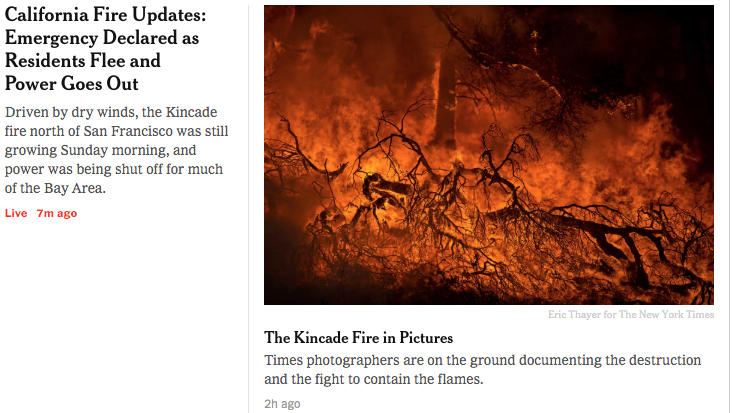 California Fire Updates:
Emergency Declared as
Residents Flee and
Power Goes Out
Driven by dry winds, the Kincade
fire north of San Francisco was still
growing Sunday morning, and
power was being shut off for much
of the Bay Area.
Live 7m ago
Eric Thayer for The New York Times
The Kincade Fire in Pictures
Times photographers are on the ground documenting the destruction
and the fight to contain the flames.
2h ago